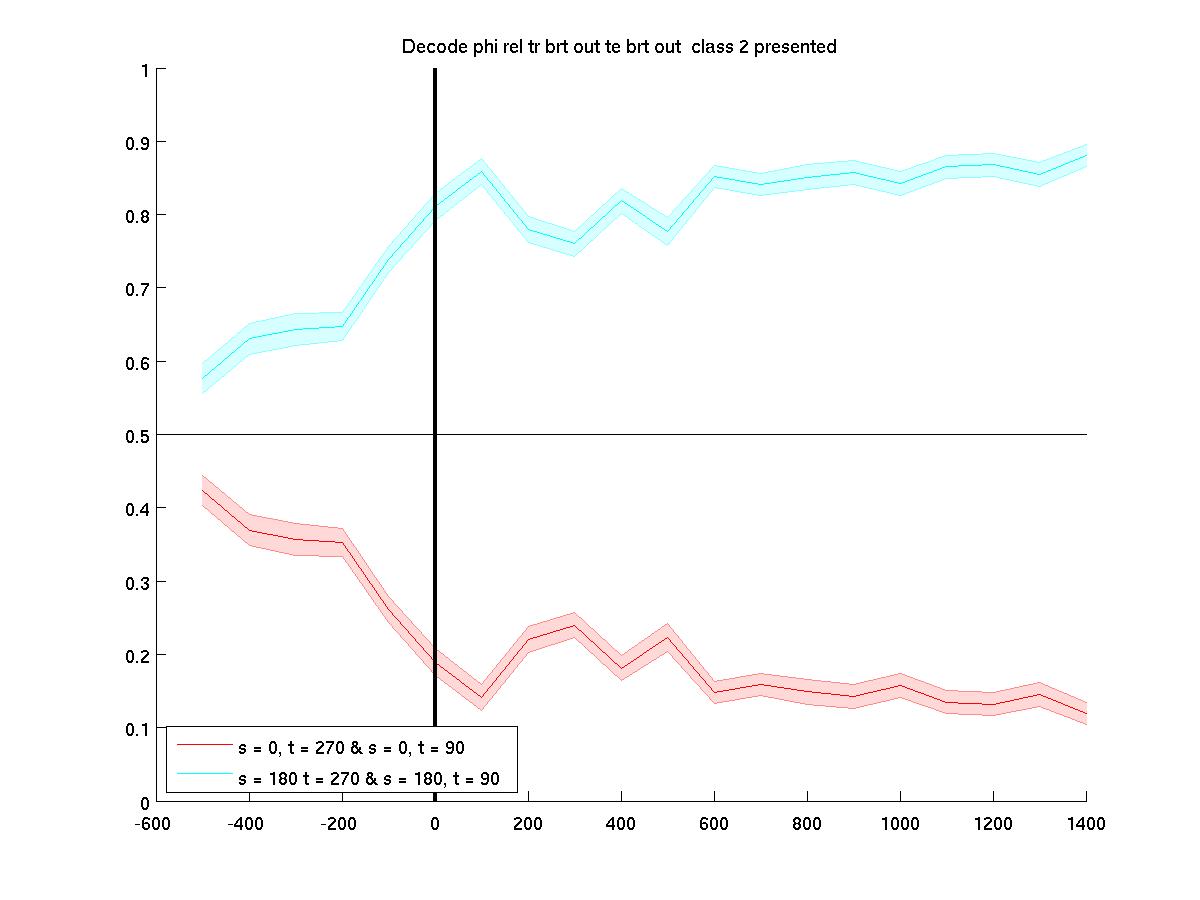 Decode phi rel tr brt out te brt out  class 2 presented
1
0.9
0.8
0.7
0.6
0.5
0.4
0.3
0.2
0.1
0
s = 0, t = 270 & s = 0, t = 90
s = 180 t = 270 & s = 180, t = 90
-600 -400 -200 0 200 400 600 800 1000 1200 1400